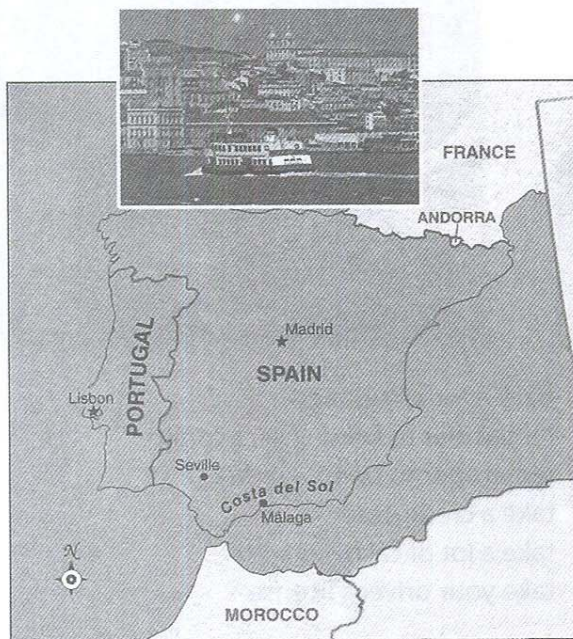 FRANCE
ANDORRA
Madrid
PORTUGAL
SPAIN
Lisbon
Seville
Costa del Sol
Málaga
N
MOROCCO